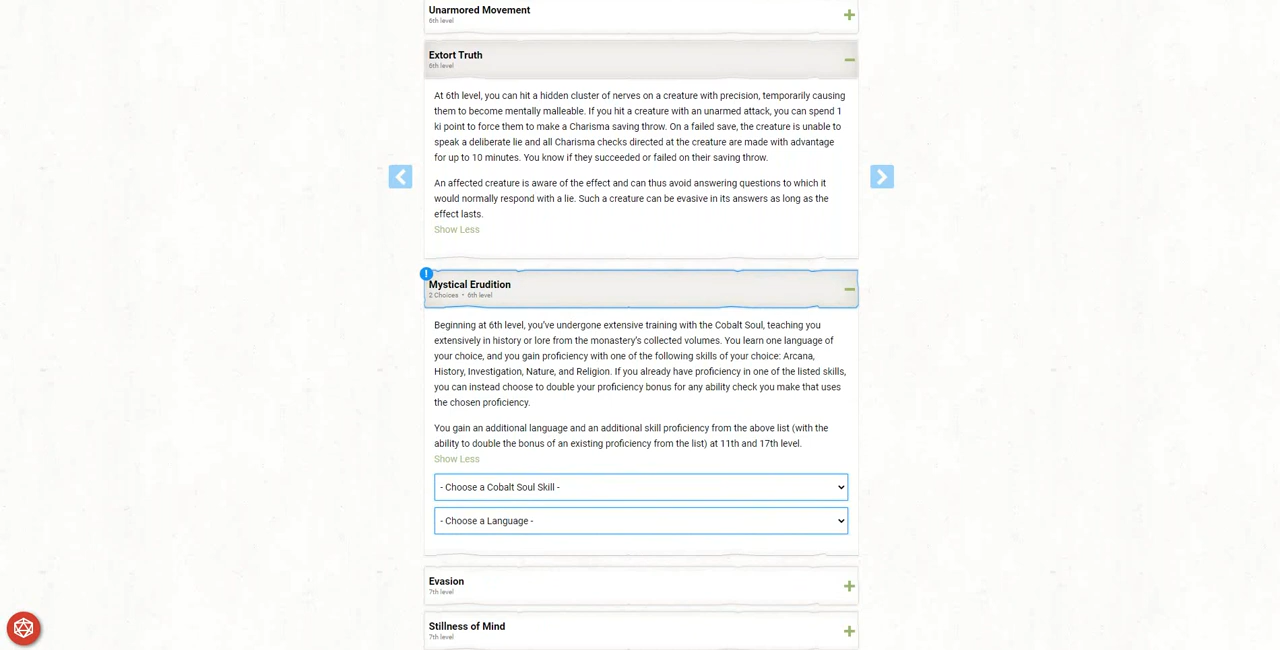 Unarmored Movement
6th level
Extort Truth
6th level
At 6th level, you can hit a hidden cluster of nerves on a creature with precision, temporarily causing
them to become mentally malleable. If you hit a creature with an unarmed attack, you can spend 1
ki point to force them to make a Charisma saving throw. On a failed save, the creature is unable to
speak a deliberate lie and all Charisma checks directed at the creature are made with advantage
for up to 10 minutes. You know if they succeeded or failed on their saving throw.
An affected creature is aware of the effect and can thus avoid answering questions to which it
would normally respond with a lie. Such a creature can be evasive in its answers as long as the
effect lasts.
Show Less
!
Mystical Erudition
2 Choices • 6th level
Beginning at 6th level, you've undergone extensive training with the Cobalt Soul, teaching you
extensively in history or lore from the monastery's collected volumes. You learn one language of
your choice, and you gain proficiency with one of the following skills of your choice: Arcana,
History, Investigation, Nature, and Religion. If you already have proficiency in one of the listed skills,
you can instead choose to double your proficiency bonus for any ability check you make that uses
the chosen proficiency.
You gain an additional language and an additional skill proficiency from the above list (with the
ability to double the bonus of an existing proficiency from the list) at 11th and 17th level.
Show Less
- Choose a Cobalt Soul Skill -
- Choose a Language -
Evasion
7th level
Stillness of Mind
7th level